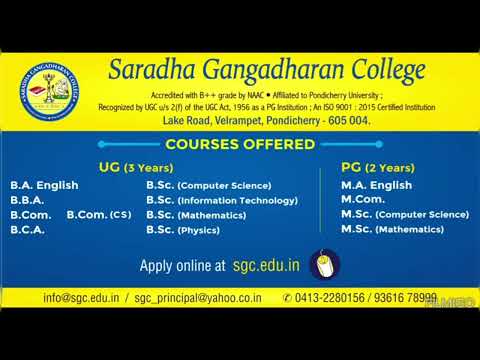 SARADHA GANGADHARAN COLLEGE
Saradha Gangadharan College
Accredited with B++ grade by NAAC • Affiliated to Pondicherry University ;
Recognized by UGC u/s 2(f) of the UGC Act, 1956 as a PG Institution ; An ISO 9001 : 2015 Certified Institution
Lake Road, Velrampet, Pondicherry - 605 004.
COURSES OFFERED
UG (3 Years)
B.A. English
B.B.A.
B.Com. B.Com. (CS)
B.C.A.
B.Sc. (Computer Science)
B.Sc. (Information Technology)
B.Sc. (Mathematics)
B.Sc. (Physics)
PG (2 Years)
M.A. English
M.Com.
M.Sc. (Computer Science)
M.Sc. (Mathematics)
Apply online at sgc.edu.in
info@sgc.edu.in / sgc_principal@yahoo.co.in ✆ 0413-2280156 / 93616 78999